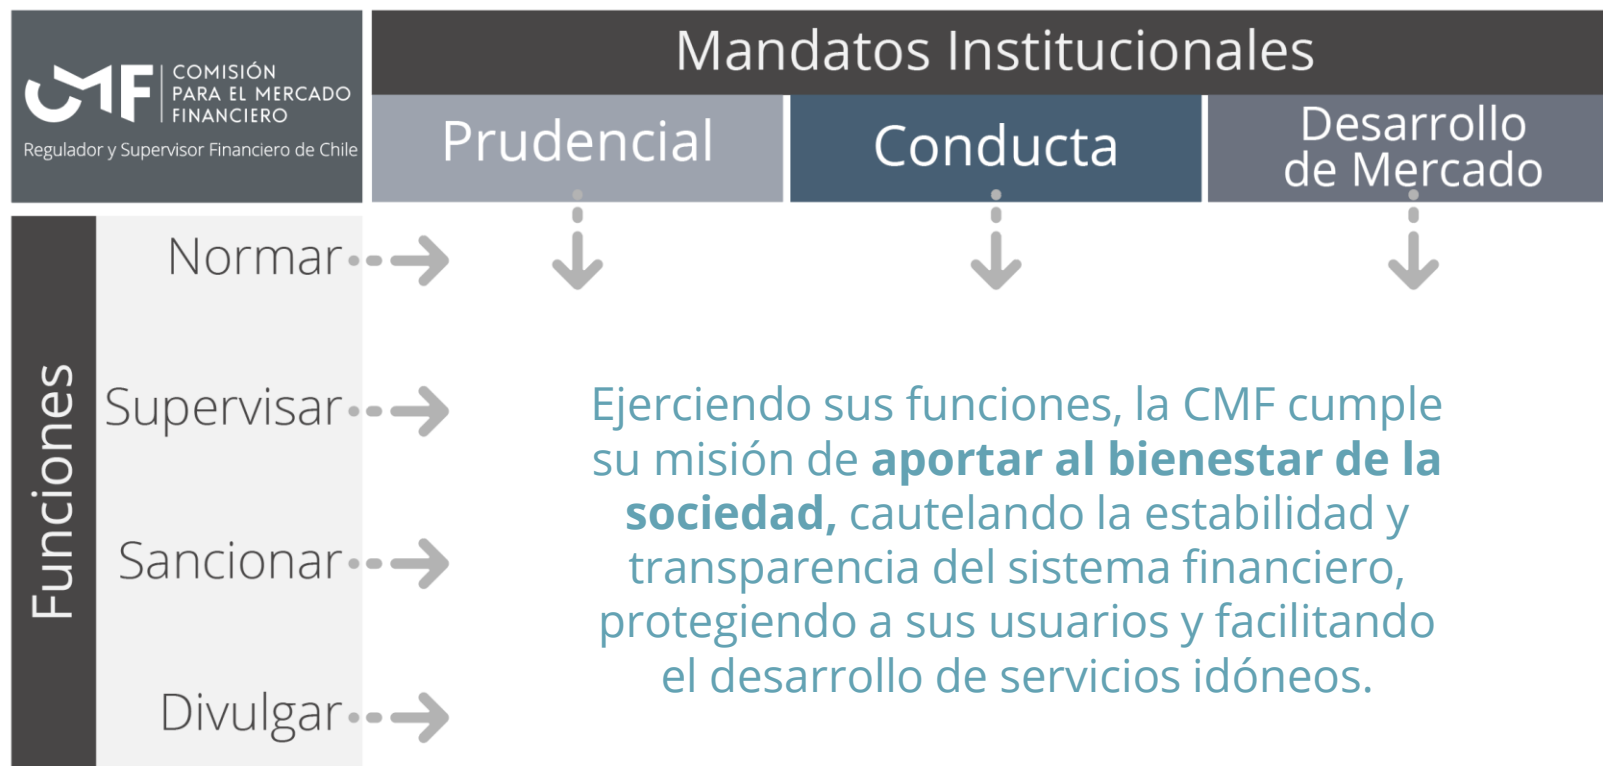 CMF
COMISIÓN
PARA EL MERCADO
FINANCIERO
Regulador y Supervisor Financiero de Chile
Mandatos Institucionales
Prudencial
Conducta
Desarrollo
de Mercado
Funciones
Normar
Supervisar
Sancionar
Divulgar
Ejerciendo sus funciones, la CMF cumple
su misión de aportar al bienestar de la
sociedad, cautelando la estabilidad y
transparencia del sistema financiero,
protegiendo a sus usuarios y facilitando
el desarrollo de servicios idóneos.